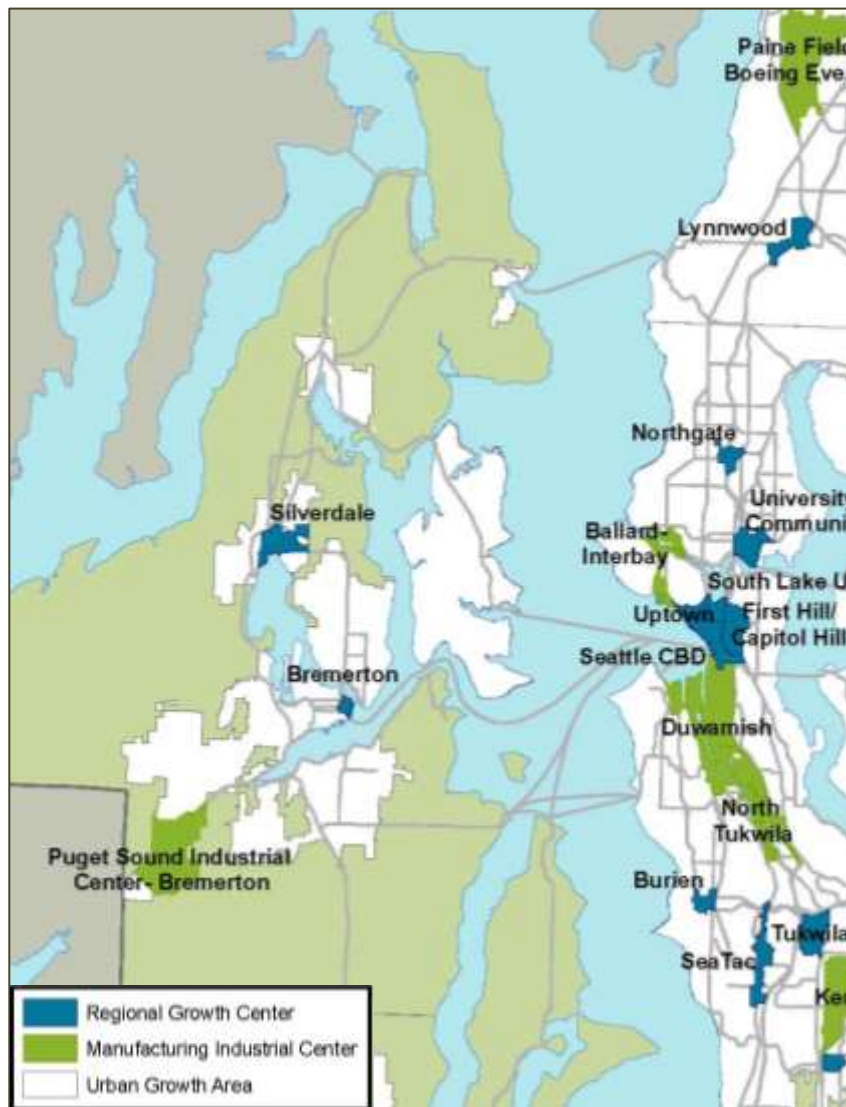 Paine Field
Boeing Eve
Lynnwood
Northgate
Silverdale
University
Communi
Ballard-
Interbay
South Lake U
Uptown
First Hill/
Capitol Hill
Seattle CBD
Bremerton
Duwamish
North
Tukwila
Puget Sound Industrial
Center- Bremerton
Burien
Tukwila
SeaTac
Ken
Regional Growth Center
Manufacturing Industrial Center
Urban Growth Area